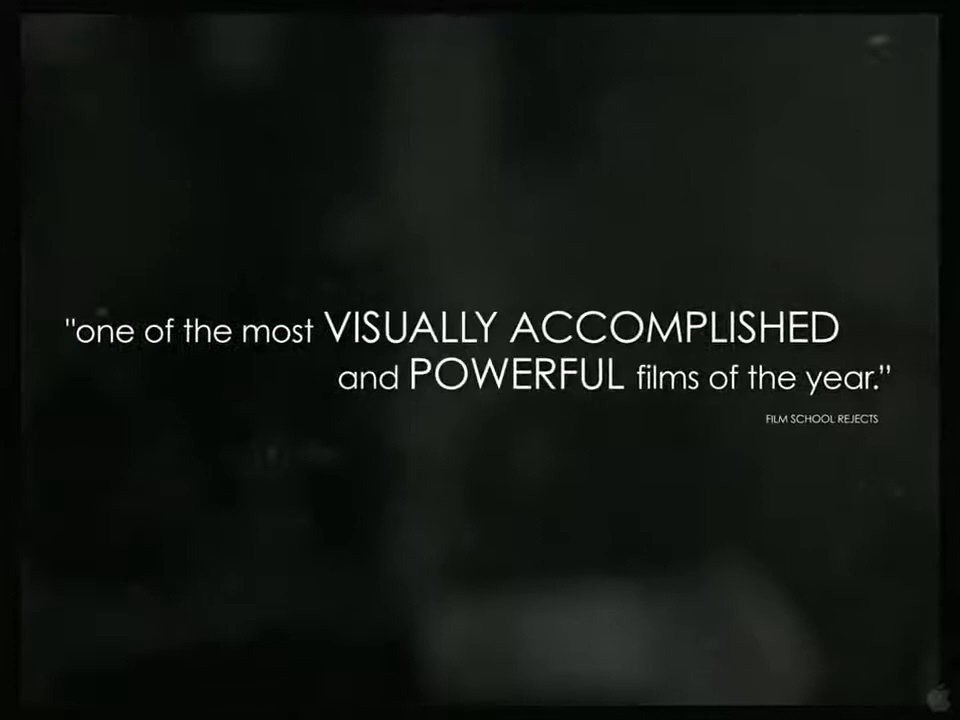 "one of the most VISUALLY ACCOMPLISHED
and POWERFUL films of the year.”
FILM SCHOOL REJECTS